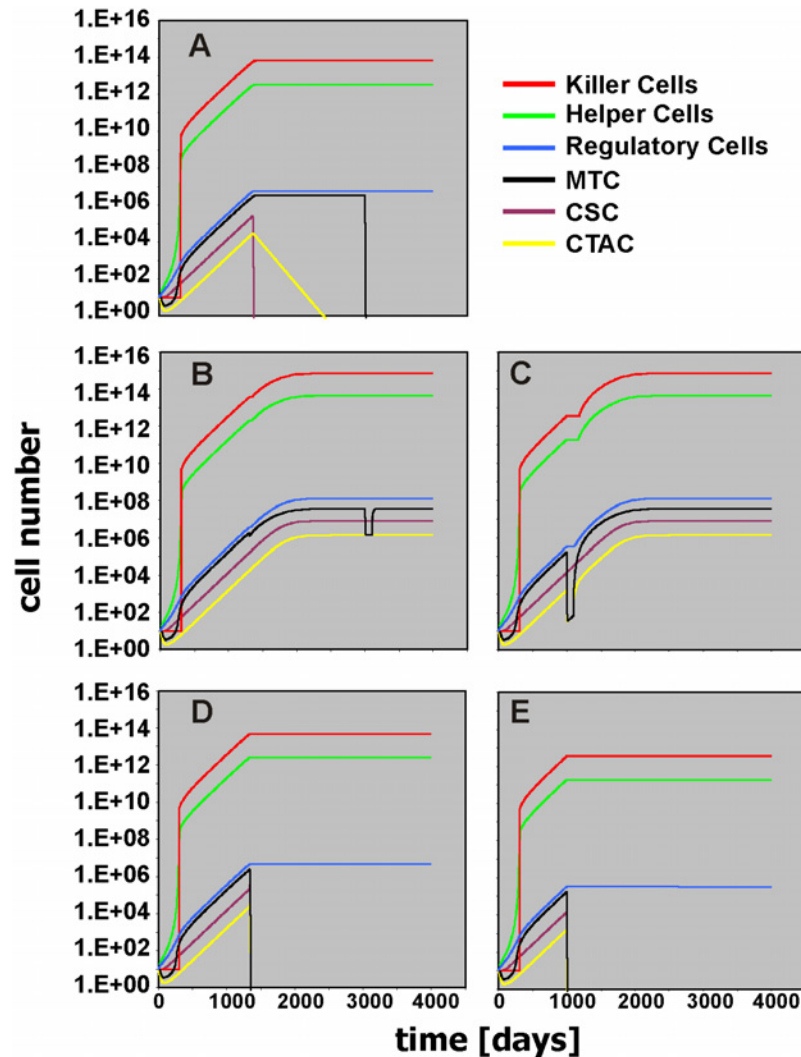 1.E+16
1.E+14
1.E+12
1.E+10
1.E+08
1.E+06
1.E+04
1.E+02
1.E+00
A
Killer Cells
Helper Cells
Regulatory Cells
MTC
CSC
CTAC
1.E+16
1.E+14
1.E+12
1.E+10
1.E+08
1.E+06
1.E+04
1.E+02
1.E+00
B
C
cell number
1.E+16
1.E+14
1.E+12
1.E+10
1.E+08
1.E+06
1.E+04
1.E+02
1.E+00
D
E
0 1000 2000 3000 4000
0 1000 2000 3000 4000
time [days]